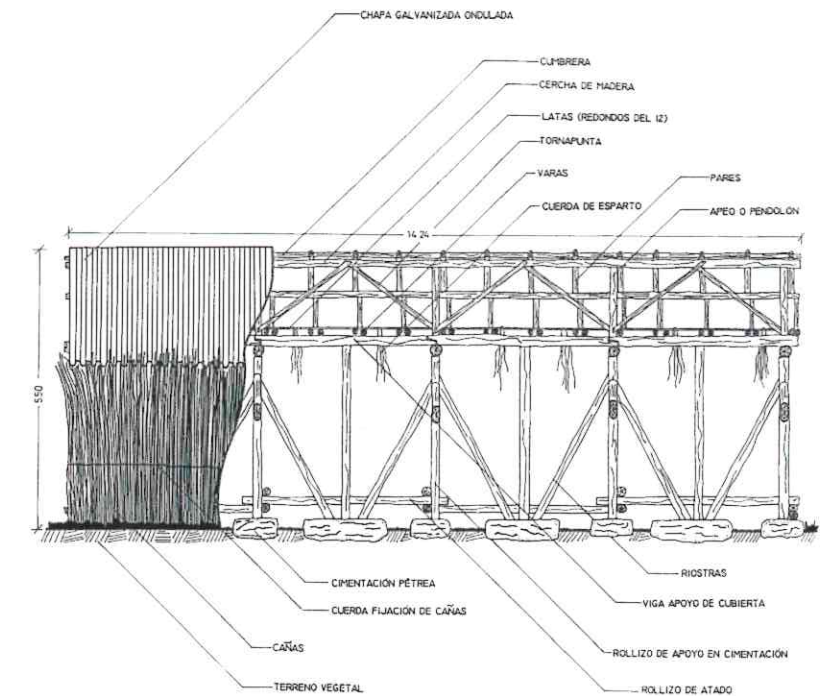 CHAPA GALVANIZADA ONDULADA
CUMBRERA
CERCHA DE MADERA
LATAS (REDONDOS DEL 12)
TORNAPUNTA
VARAS
PARES
CUERDA DE ESPARTO
APEO O PENDOLON
14.24
550
CIMENTACIÓN PÉTREA
RIOSTRAS
CUERDA FIJACIÓN DE CAÑAS
VIGA APOYO DE CUBIERTA
CAÑAS
ROLLIZO DE APOYO EN CIMENTACIÓN
TERRENO VEGETAL
ROLLIZO DE ATADO